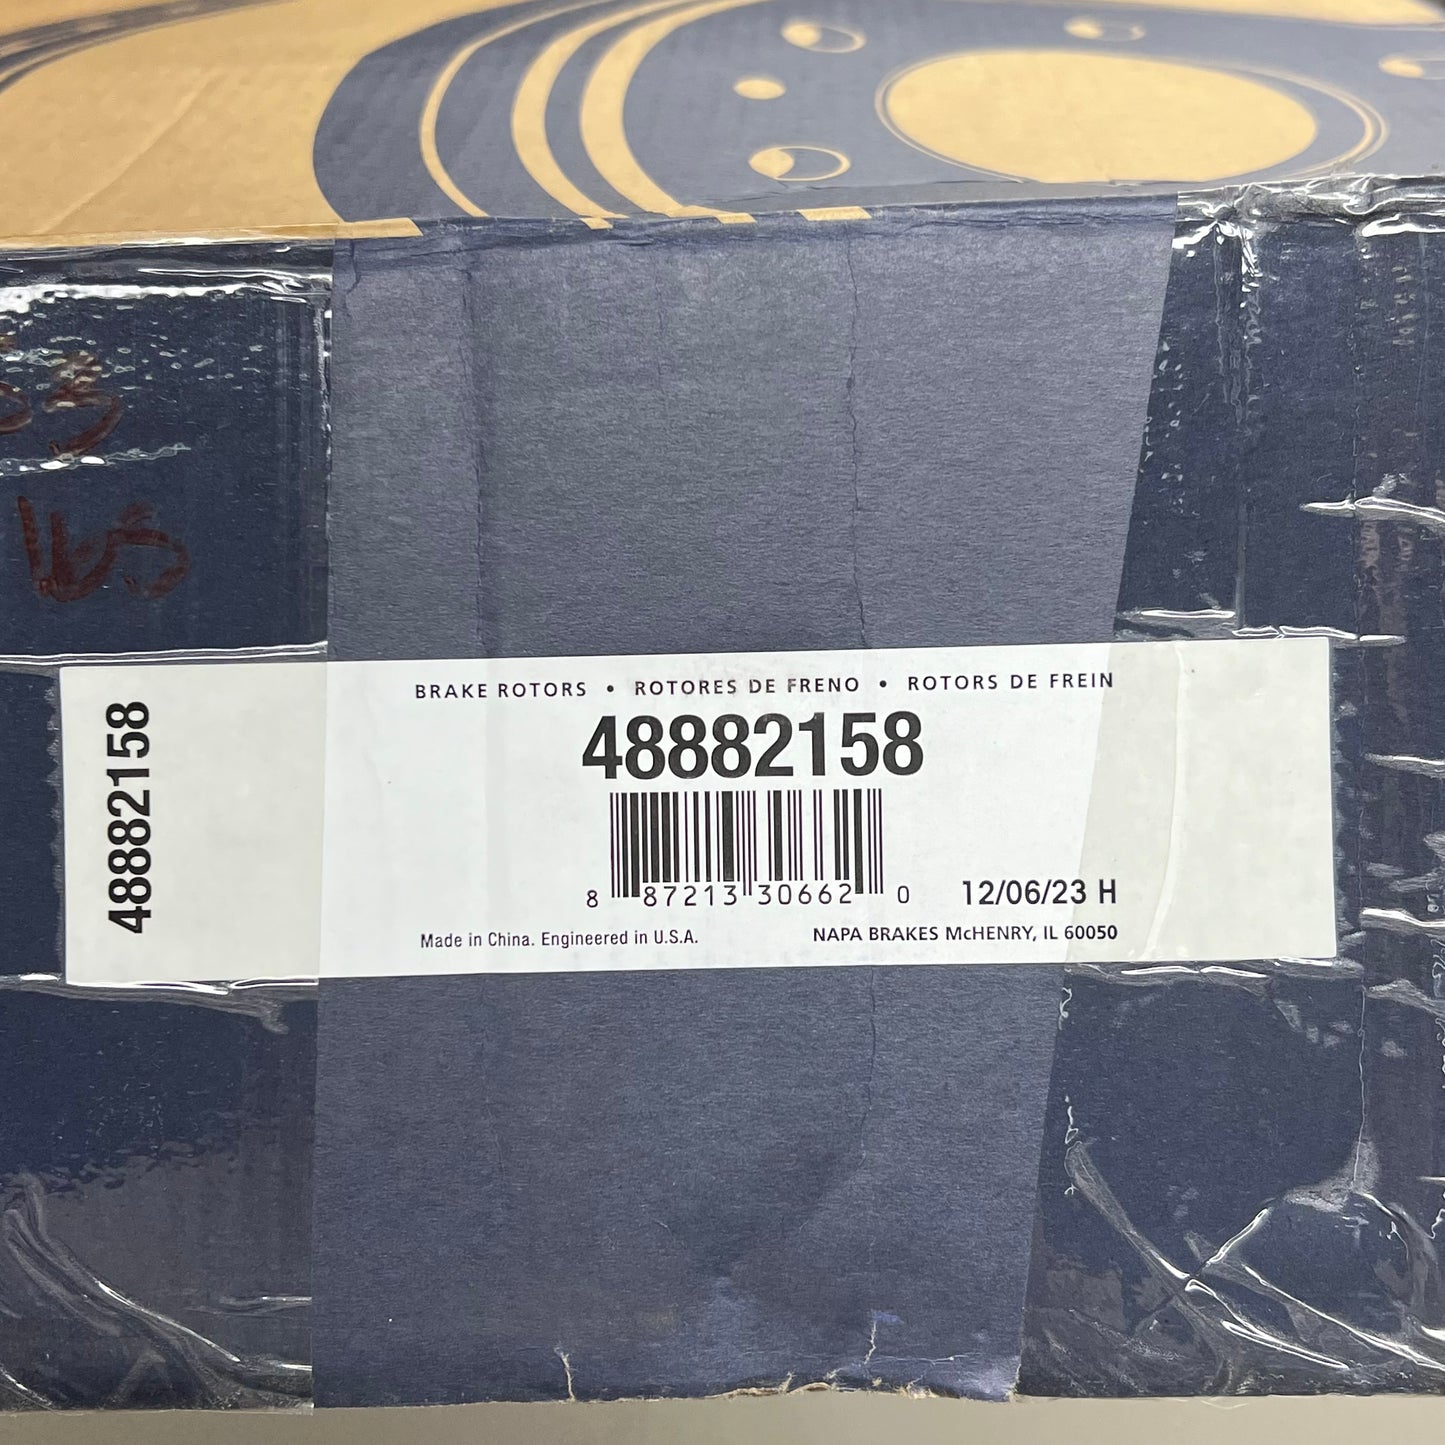 lbs
BRAKE ROTORS • ROTORES DE FRENO • ROTORS DE FREIN
48882158
48882158
8 87213 30662 0
12/06/23 H
Made in China. Engineered in U.S.A.
NAPA BRAKES McHENRY, IL 60050